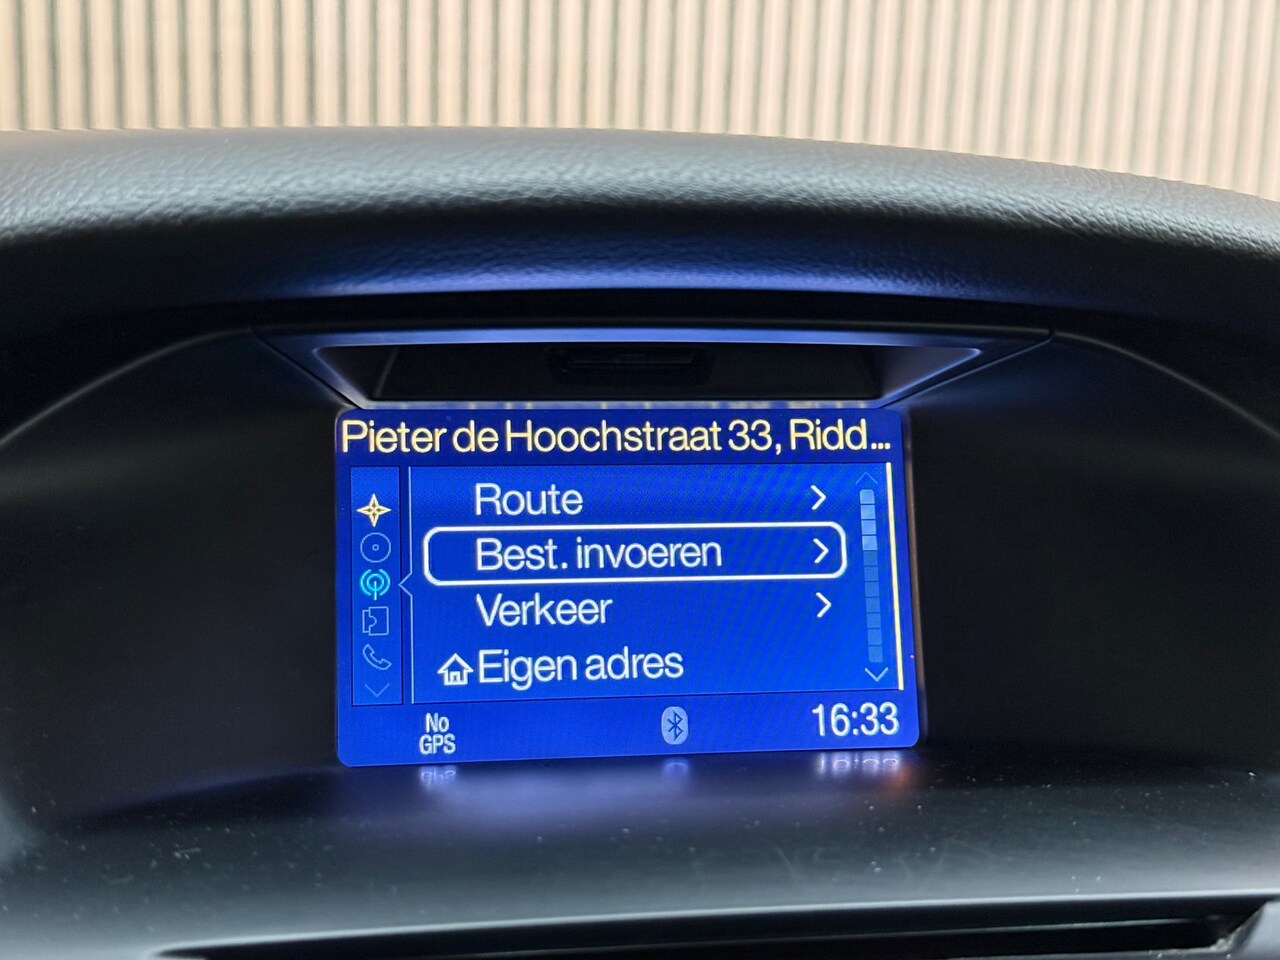 Pieter de Hoochstraat 33, Ridd...
Route
Best. invoeren
Verkeer
Eigen adres
No
GPS
16:33